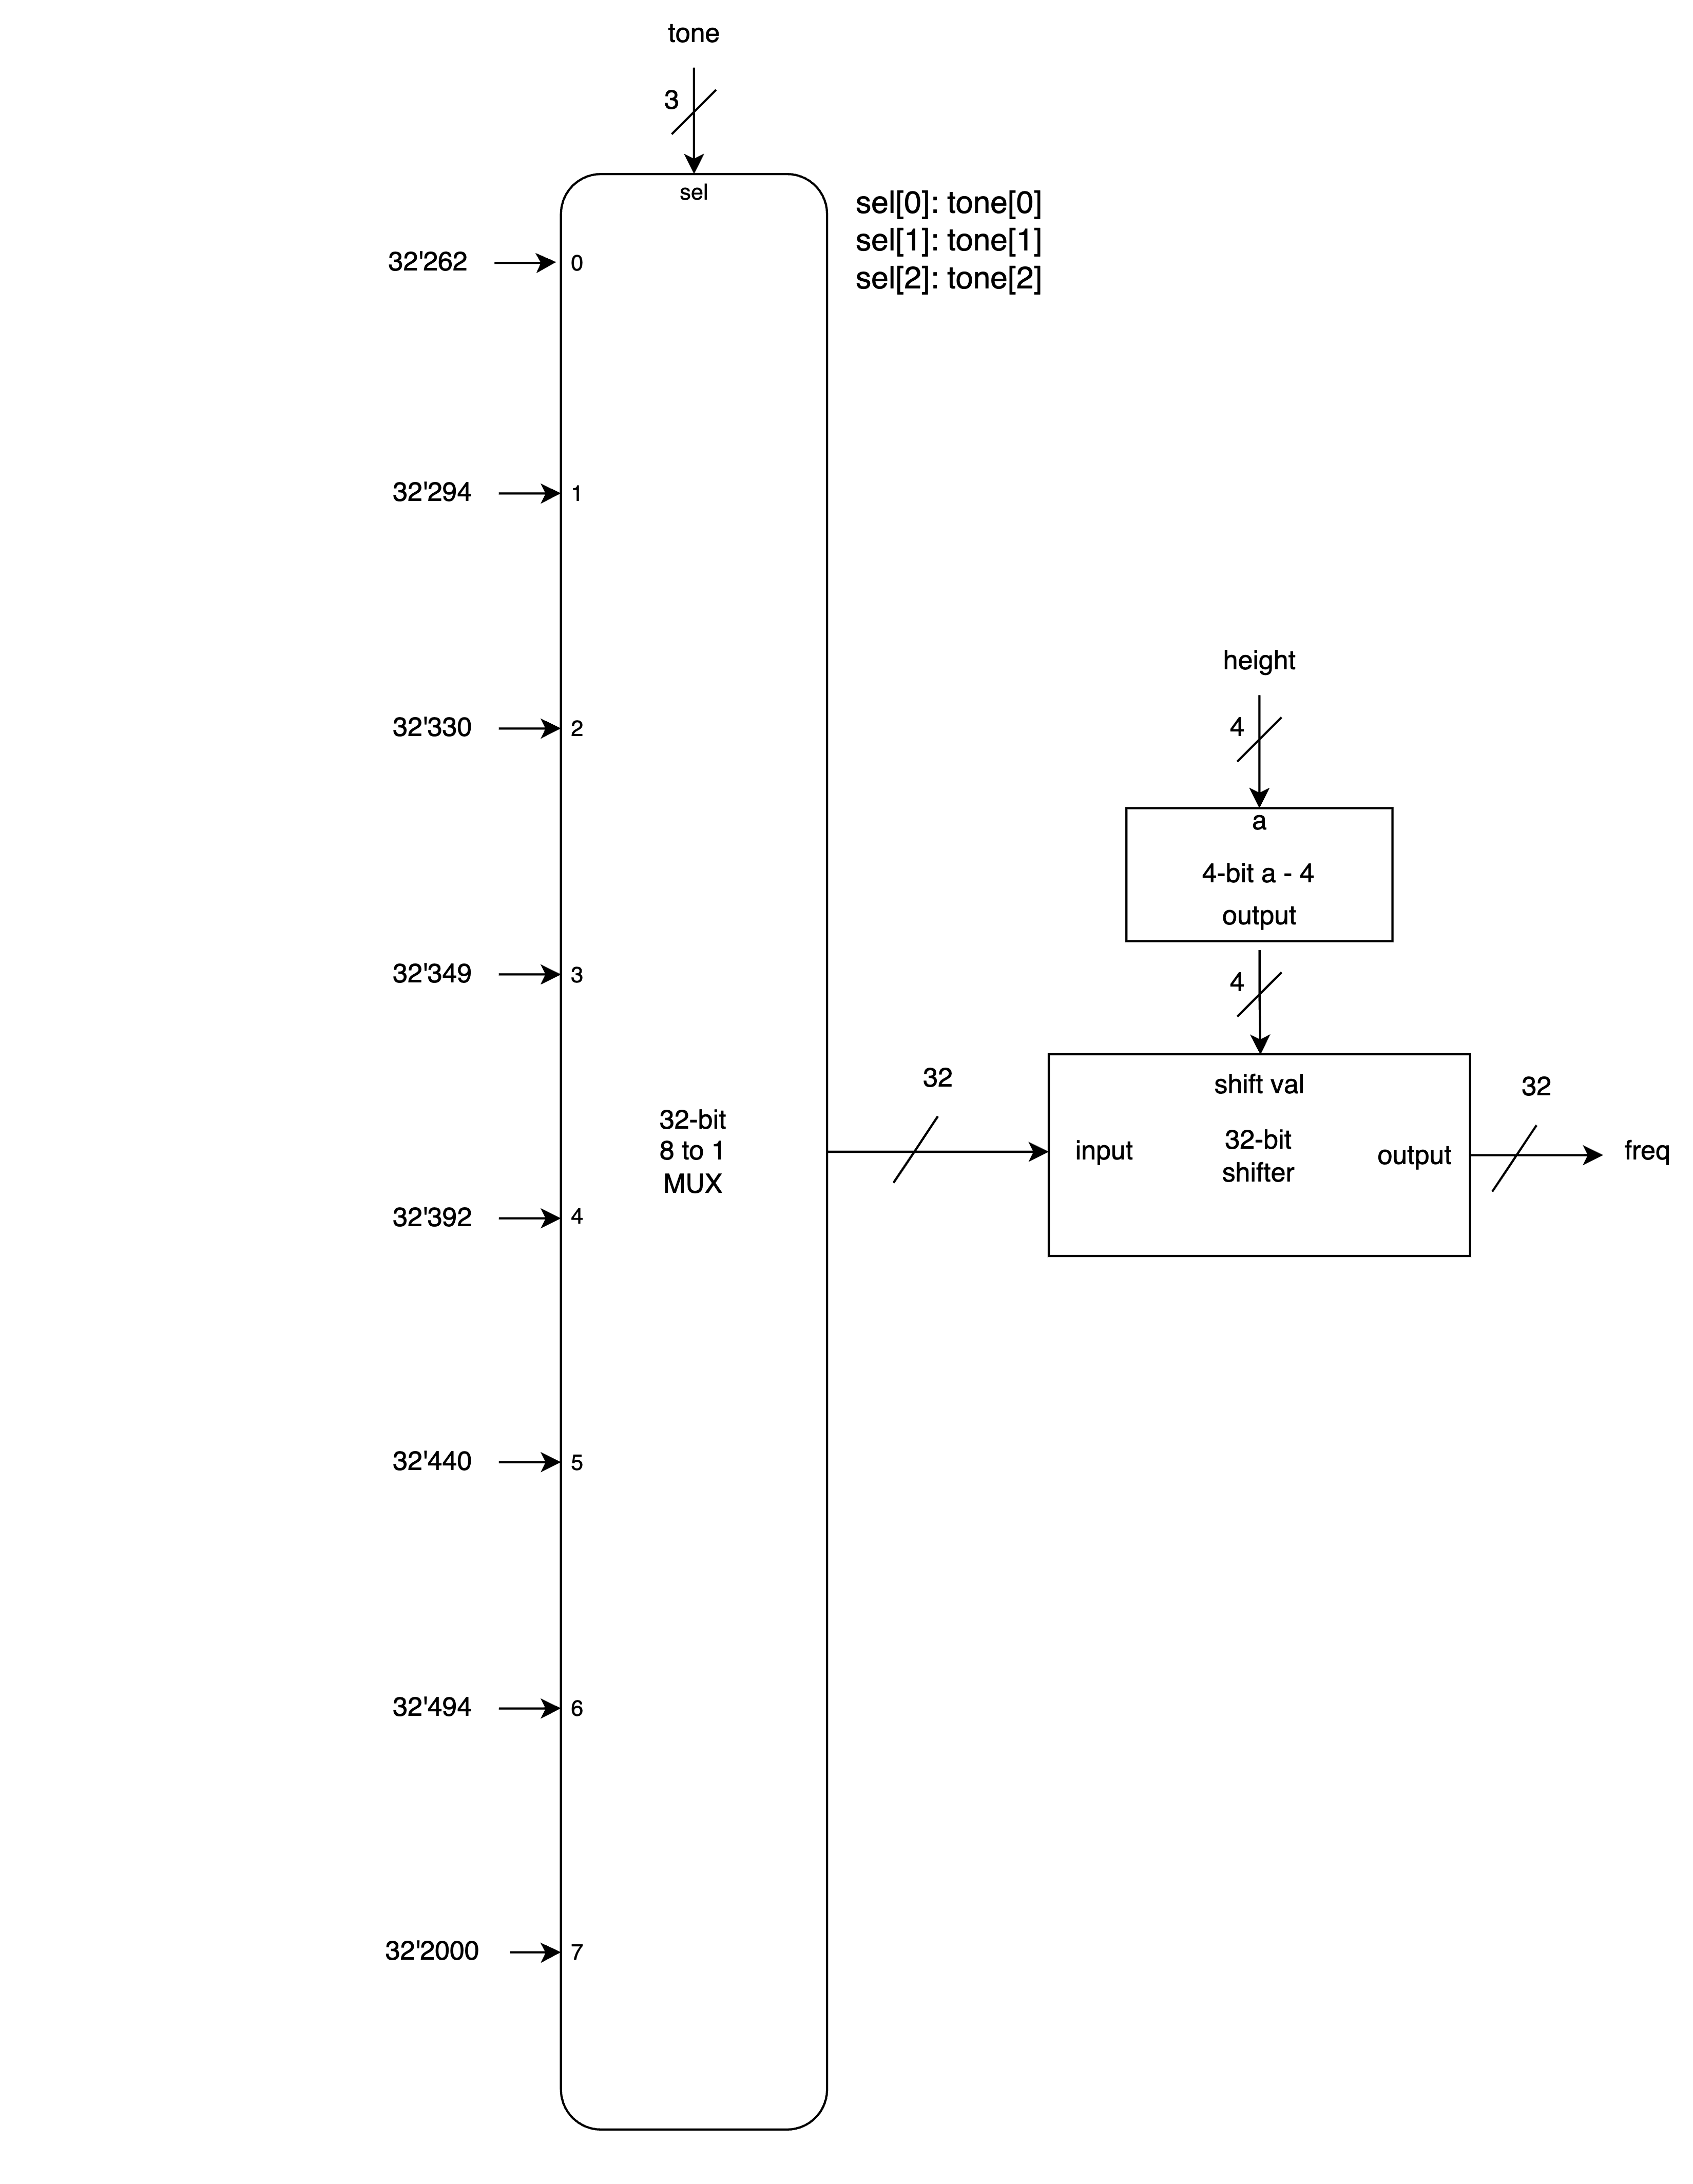 tone
3
sel
sel[0]: tone[0]
sel[1]: tone[1]
sel[2]: tone[2]
32'262
0
32'294
1
32'330
2
32'349
3
32'392
4
32'440
5
32'494
6
32'2000
7
32-bit
8 to 1
MUX
32
height
4
a
4-bit a - 4
output
4
shift val
input
32-bit
shifter
output
32
freq